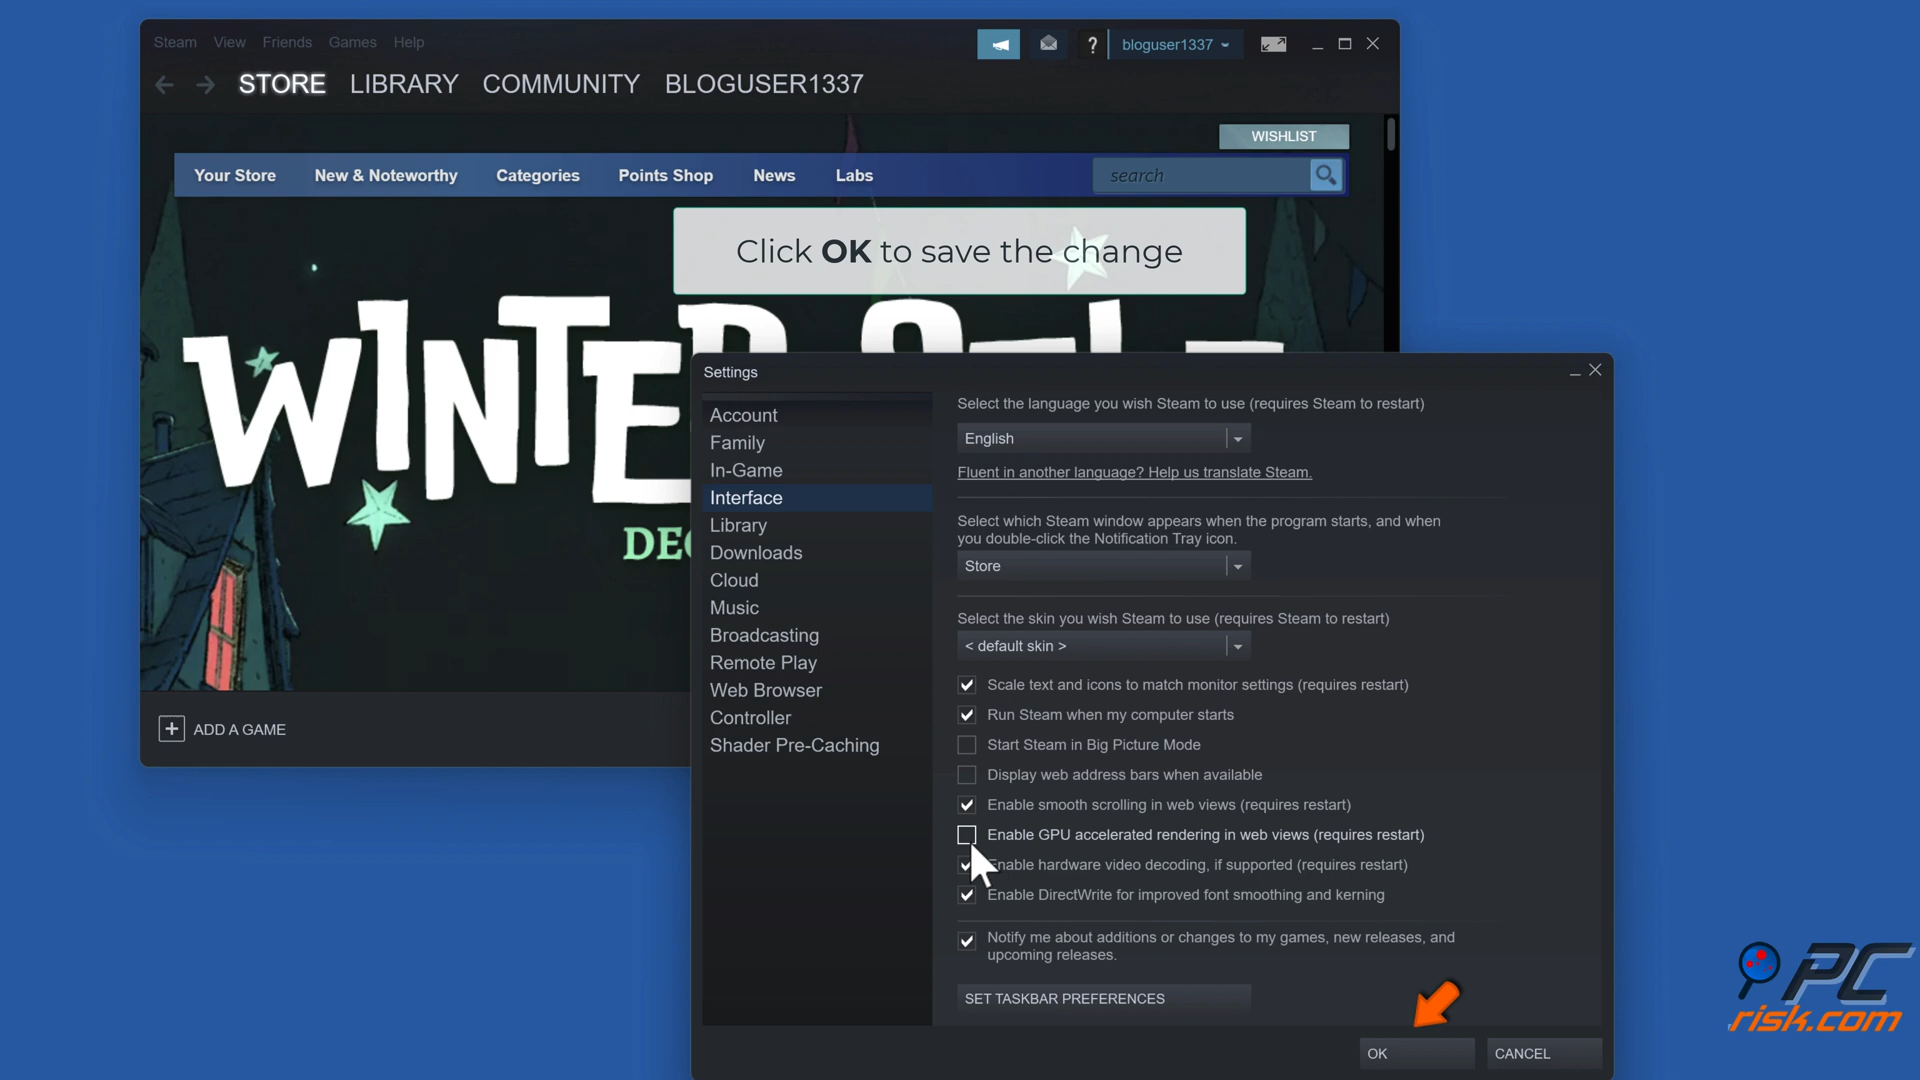 Steam View Friends Games Help
? bloguser1337
STORE LIBRARY COMMUNITY BLOGUSER1337
WISHLIST
Your Store New & Noteworthy Categories Points Shop News Labs search
Click OK to save the change
WINTER
Settings
Account
Family
In-Game
Interface
Library
Downloads
Cloud
Music
Broadcasting
Remote Play
Web Browser
Controller
Shader Pre-Caching
Select the language you wish Steam to use (requires Steam to restart)
English
Fluent in another language? Help us translate Steam.
Select which Steam window appears when the program starts, and when
you double-click the Notification Tray icon.
Store
Select the skin you wish Steam to use (requires Steam to restart)
< default skin >
Scale text and icons to match monitor settings (requires restart)
Run Steam when my computer starts
Start Steam in Big Picture Mode
Display web address bars when available
Enable smooth scrolling in web views (requires restart)
Enable GPU accelerated rendering in web views (requires restart)
Enable hardware video decoding, if supported (requires restart)
Enable DirectWrite for improved font smoothing and kerning
Notify me about additions or changes to my games, new releases, and
upcoming releases.
SET TASKBAR PREFERENCES
OK CANCEL
+ ADD A GAME
PC
risk.com